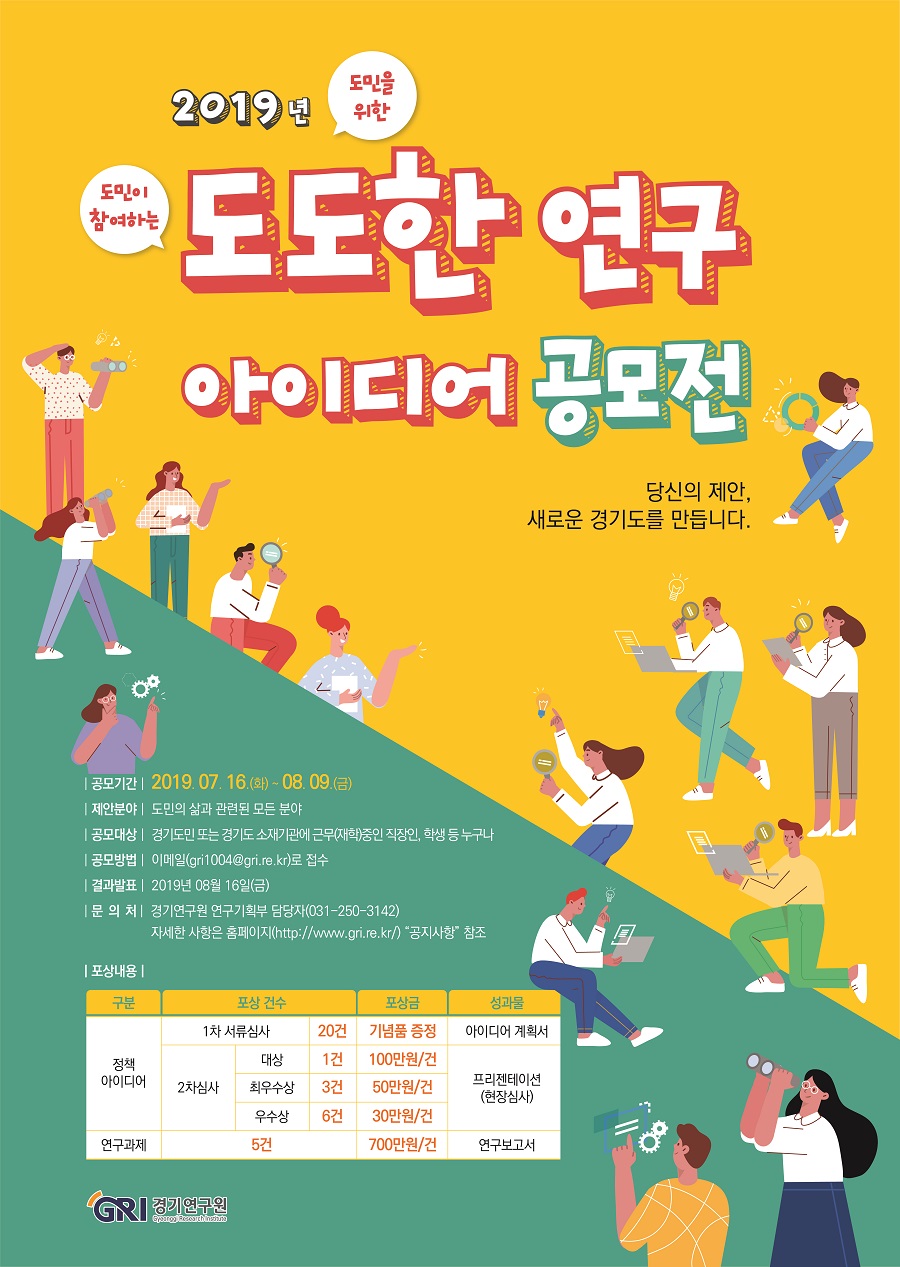 2019년
도민을
위한
도민이
참여하는
도도한 연구
아이디어 공모전
당신의 제안,
새로운 경기도를 만듭니다.
| 공모기간 | 2019. 07. 16.(화) ~ 08. 09.(금)
| 제안분야 | 도민의 삶과 관련된 모든 분야
| 공모대상 | 경기도민 또는 경기도 소재기관에 근무(재학)중인 직장인, 학생 등 누구나
| 공모방법 | 이메일(gri1004@gri.re.kr)로 접수
| 결과발표 | 2019년 08월 16일(금)
| 문 의 처 | 경기연구원 연구기획부 담당자(031-250-3142)
자세한 사항은 홈페이지(http://www.gri.re.kr/) “공지사항” 참조
| 포상내용 |
구분 포상 건수 포상금 성과물
정책
아이디어
1차 서류심사 20건 기념품 증정 아이디어 계획서
2차심사
대상 1건 100만원/건
최우수상 3건 50만원/건
우수상 6건 30만원/건
프리젠테이션
(현장심사)
연구과제 5건 700만원/건 연구보고서
GRI 경기연구원
Gyeonggi Research Institute